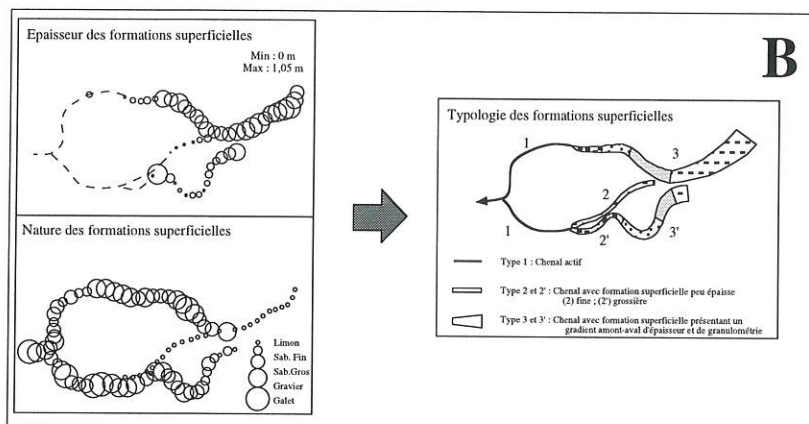 Epaisseur des formations superficielles
Min : 0 m
Max : 1,05 m
Nature des formations superficielles
Limon
Sab. Fin
Sab.Gros
Gravier
Galet
B
Typologie des formations superficielles
1
3
2
1
2'
3'
Type 1 : Chenal actif
Type 2 et 2' : Chenal avec formation superficielle peu épaisse
(2) fine ; (2') grossière
Type 3 et 3' : Chenal avec formation superficielle présentant un
gradient amont-aval d'épaisseur et de granulométrie